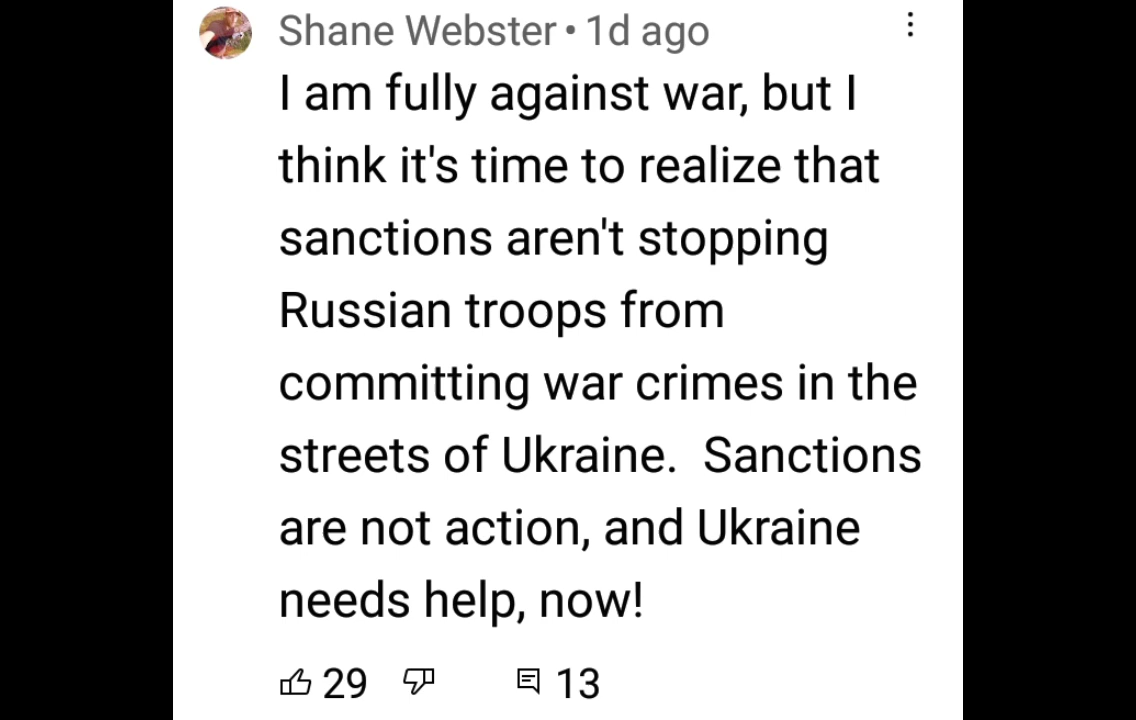 Shane Webster • 1d ago
I am fully against war, but I
think it's time to realize that
sanctions aren't stopping
Russian troops from
committing war crimes in the
streets of Ukraine.  Sanctions
are not action, and Ukraine
needs help, now!
29 13